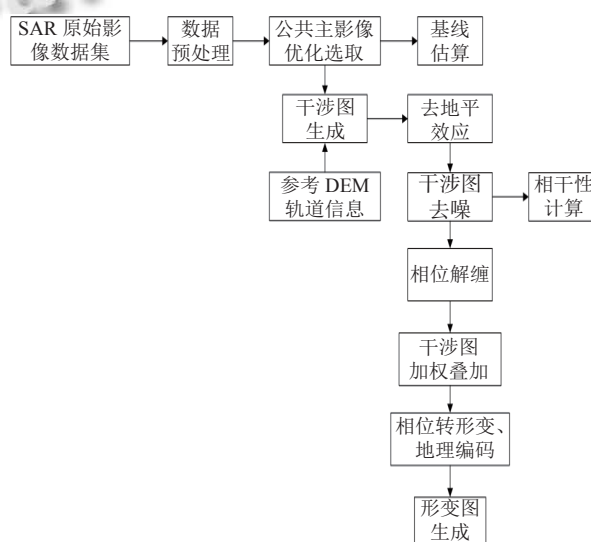 SAR 原始影
像数据集
数据
预处理
公共主影像
优化选取
基线
估算
干涉图
生成
去地平
效应
参考 DEM
轨道信息
干涉图
去噪
相干性
计算
相位解缠
干涉图
加权叠加
相位转形变、
地理编码
形变图
生成